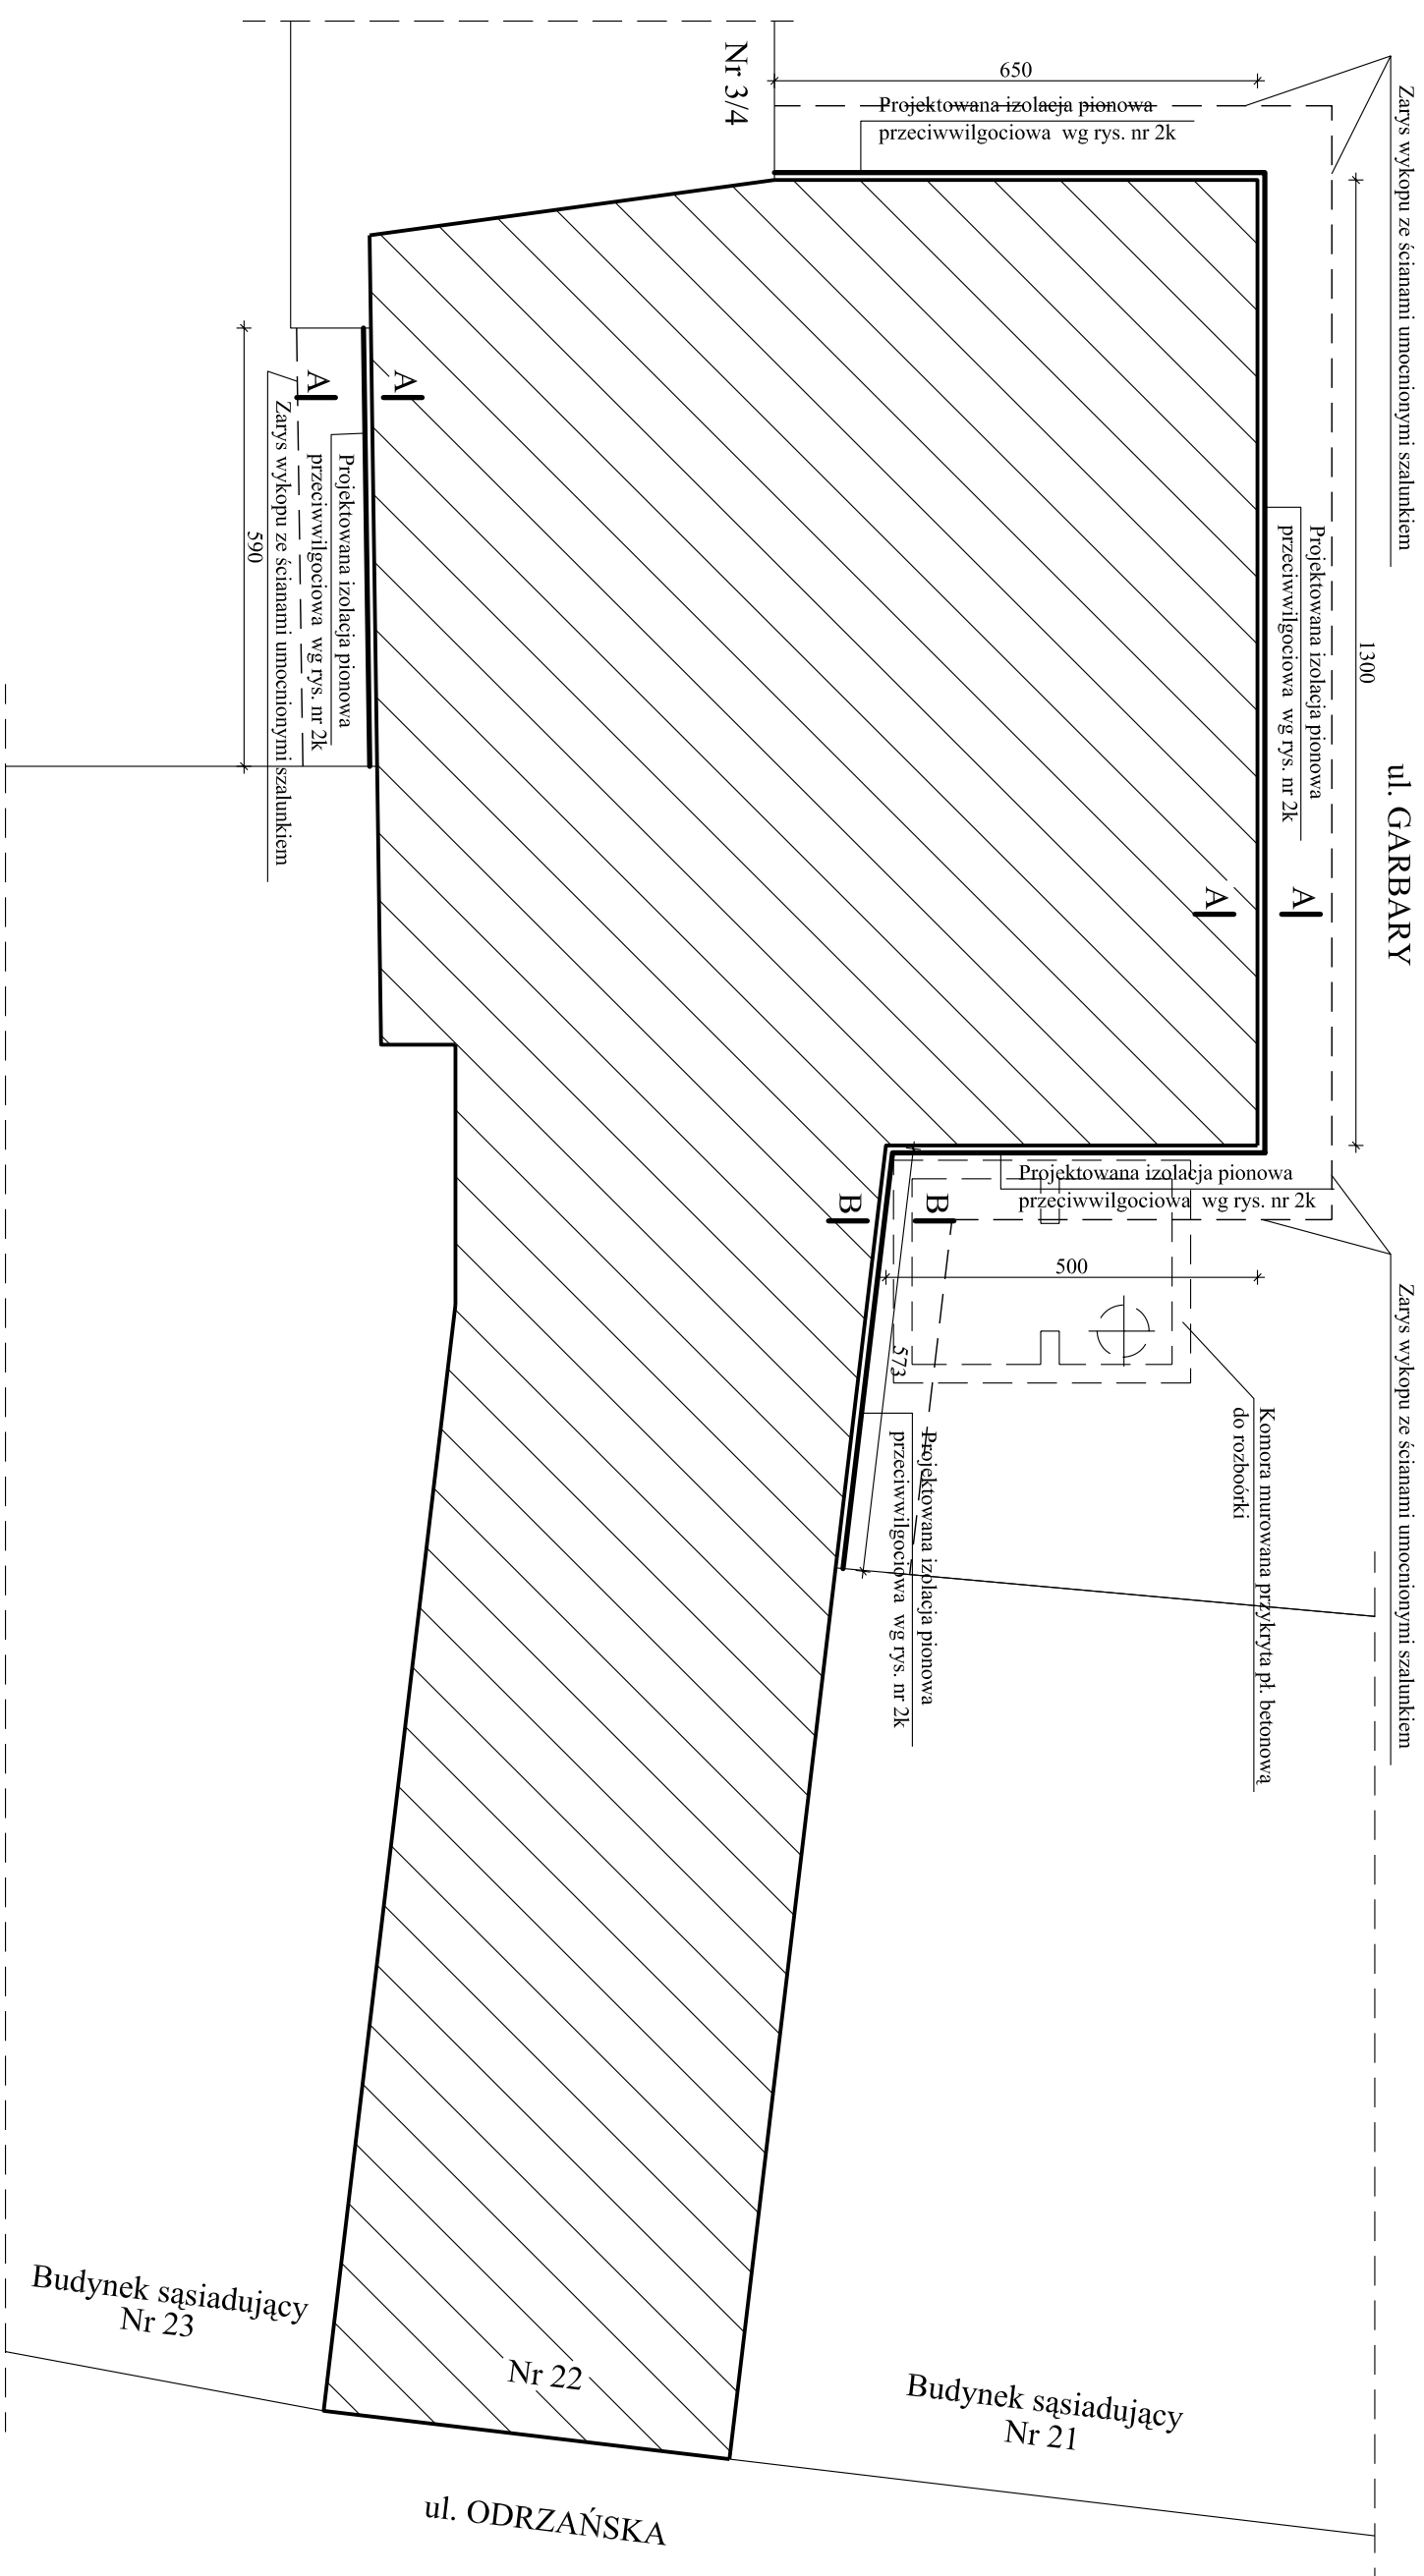 Zarys wykopu ze ścianami umocnionymi szalunkiem
650
Nr 3/4
Projektowana izolacja pionowa
przeciwwilgociowa wg rys. nr 2k
1300
ul. GARBARY
Projektowana izolacja pionowa
przeciwwilgociowa wg rys. nr 2k
A
A
A
A
Projektowana izolacja pionowa
przeciwwilgociowa wg rys. nr 2k
Zarys wykopu ze ścianami umocnionymi szalunkiem
590
Projektowana izolacja pionowa
przeciwwilgociowa wg rys. nr 2k
B
B
500
573
Zarys wykopu ze ścianami umocnionymi szalunkiem
Komora murowana przykryta pł. betonową
do rozboórki
Projektowana izolacja pionowa
przeciwwilgociowa wg rys. nr 2k
Budynek sąsiadujący
Nr 23
Nr 22
Budynek sąsiadujący
Nr 21
ul. ODRZAŃSKA